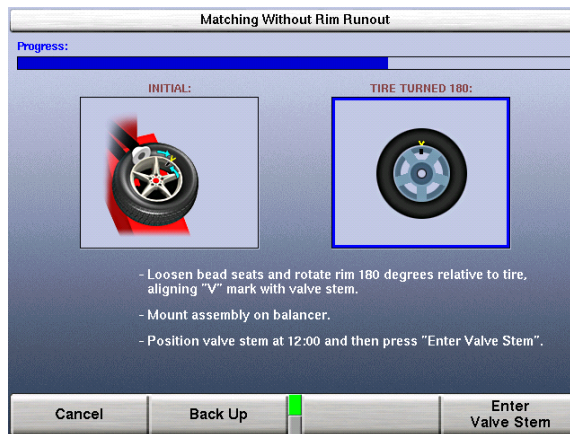 Matching Without Rim Runout
Progress:
INITIAL:
TIRE TURNED 180:
V
V
- Loosen bead seats and rotate rim 180 degrees relative to tire,
aligning "V" mark with valve stem.
- Mount assembly on balancer.
- Position valve stem at 12:00 and then press "Enter Valve Stem".
Cancel
Back Up
Enter
Valve Stem